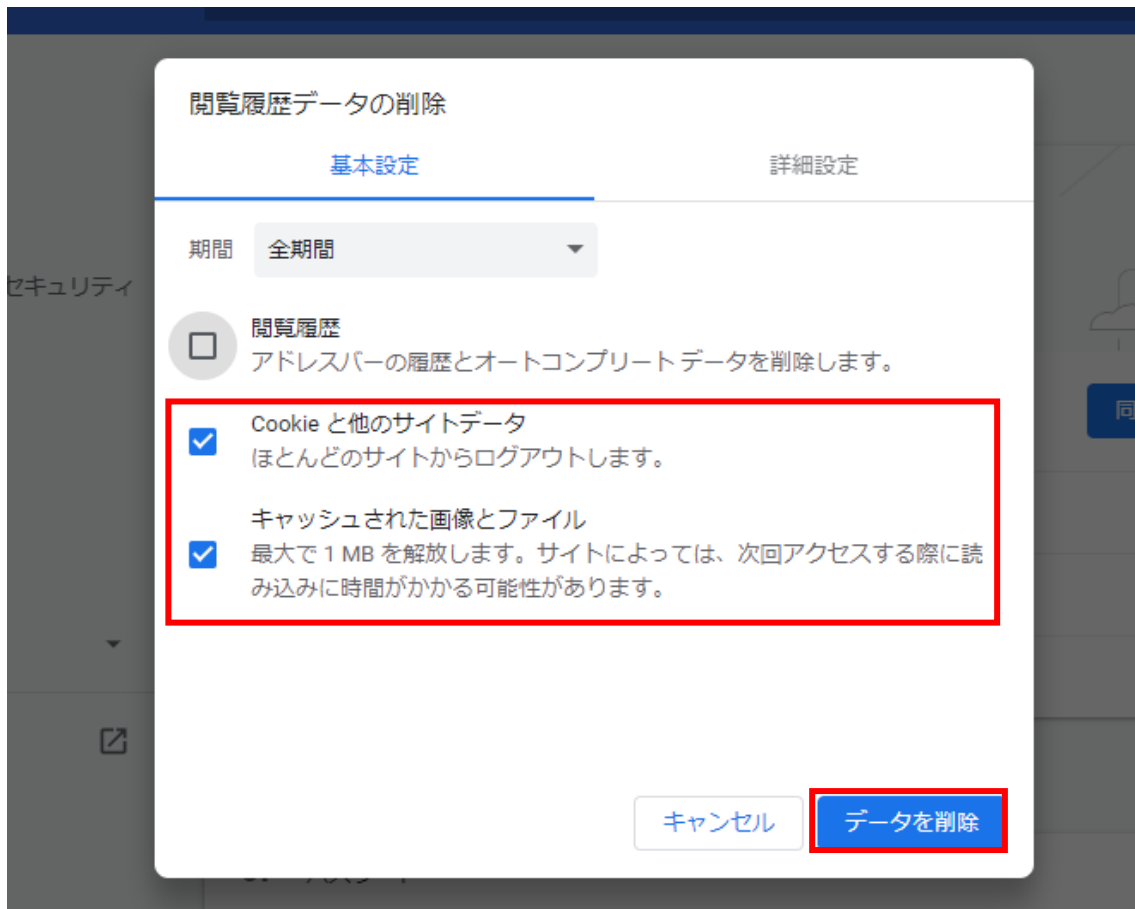 閲覧履歴データの削除
基本設定
詳細設定
期間
全期間
セキュリティ
閲覧履歴
アドレスバーの履歴とオートコンプリート データを削除します。
Cookie と他のサイトデータ
ほとんどのサイトからログアウトします。
同
キャッシュされた画像とファイル
最大で 1 MB を解放します。サイトによっては、次回アクセスする際に読
み込みに時間がかかる可能性があります。
キャンセル
データを削除